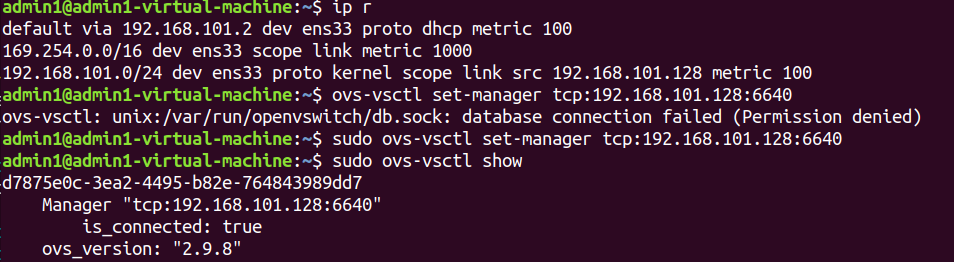 admin1@admin1-virtual-machine:~$ ip r
default via 192.168.101.2 dev ens33 proto dhcp metric 100
169.254.0.0/16 dev ens33 scope link metric 1000
192.168.101.0/24 dev ens33 proto kernel scope link src 192.168.101.128 metric 100
admin1@admin1-virtual-machine:~$ ovs-vsctl set-manager tcp:192.168.101.128:6640
ovs-vsctl: unix:/var/run/openvswitch/db.sock: database connection failed (Permission denied)
admin1@admin1-virtual-machine:~$ sudo ovs-vsctl set-manager tcp:192.168.101.128:6640
admin1@admin1-virtual-machine:~$ sudo ovs-vsctl show
d7875e0c-3ea2-4495-b82e-764843989dd7
    Manager "tcp:192.168.101.128:6640"
        is_connected: true
    ovs_version: "2.9.8"